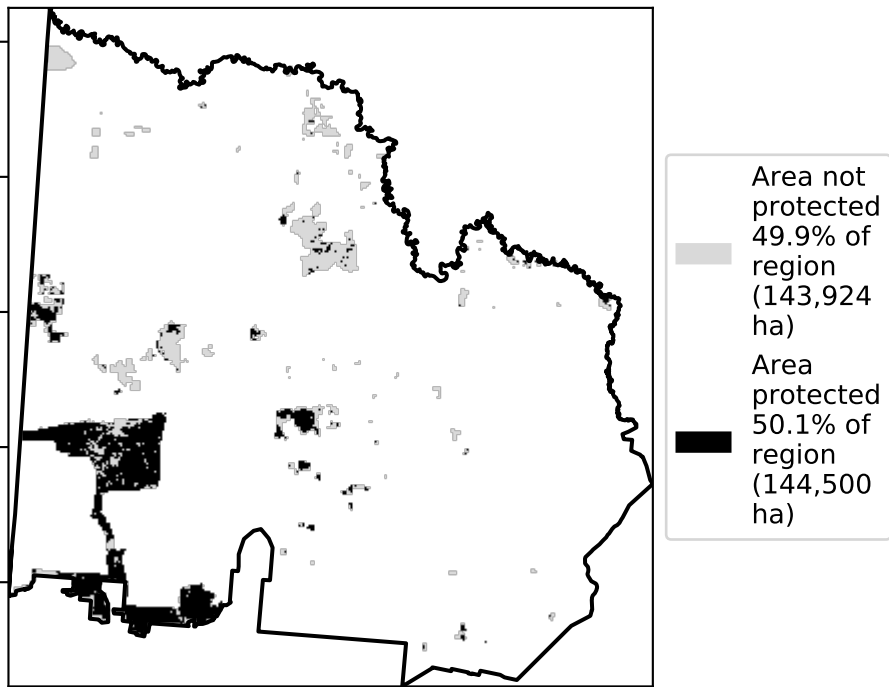 Area not
protected
49.9% of
region
(143,924
ha)
Area
protected
50.1% of
region
(144,500
ha)